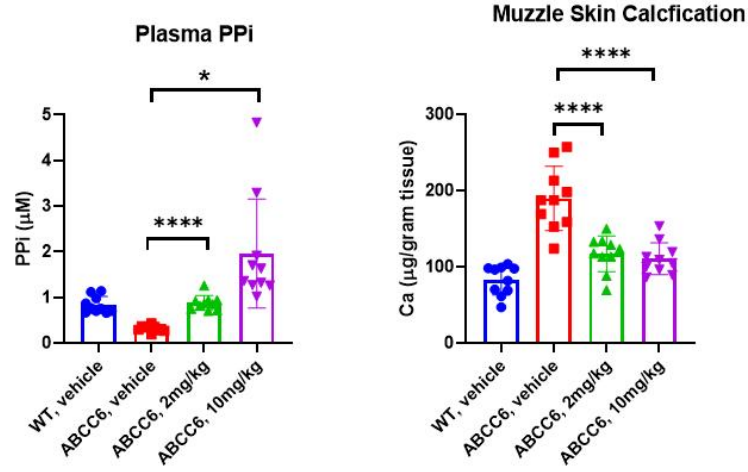 Plasma PPi
*
****
PPi (µM)
5
4
3
2
1
0
WT, vehicle
ABCC6, vehicle
ABCC6, 2mg/kg
ABCC6, 10mg/kg
Muzzle Skin Calcfication
****
****
Ca (µg/gram tissue)
300
200
100
0
WT, vehicle
ABCC6, vehicle
ABCC6, 2mg/kg
ABCC6, 10mg/kg